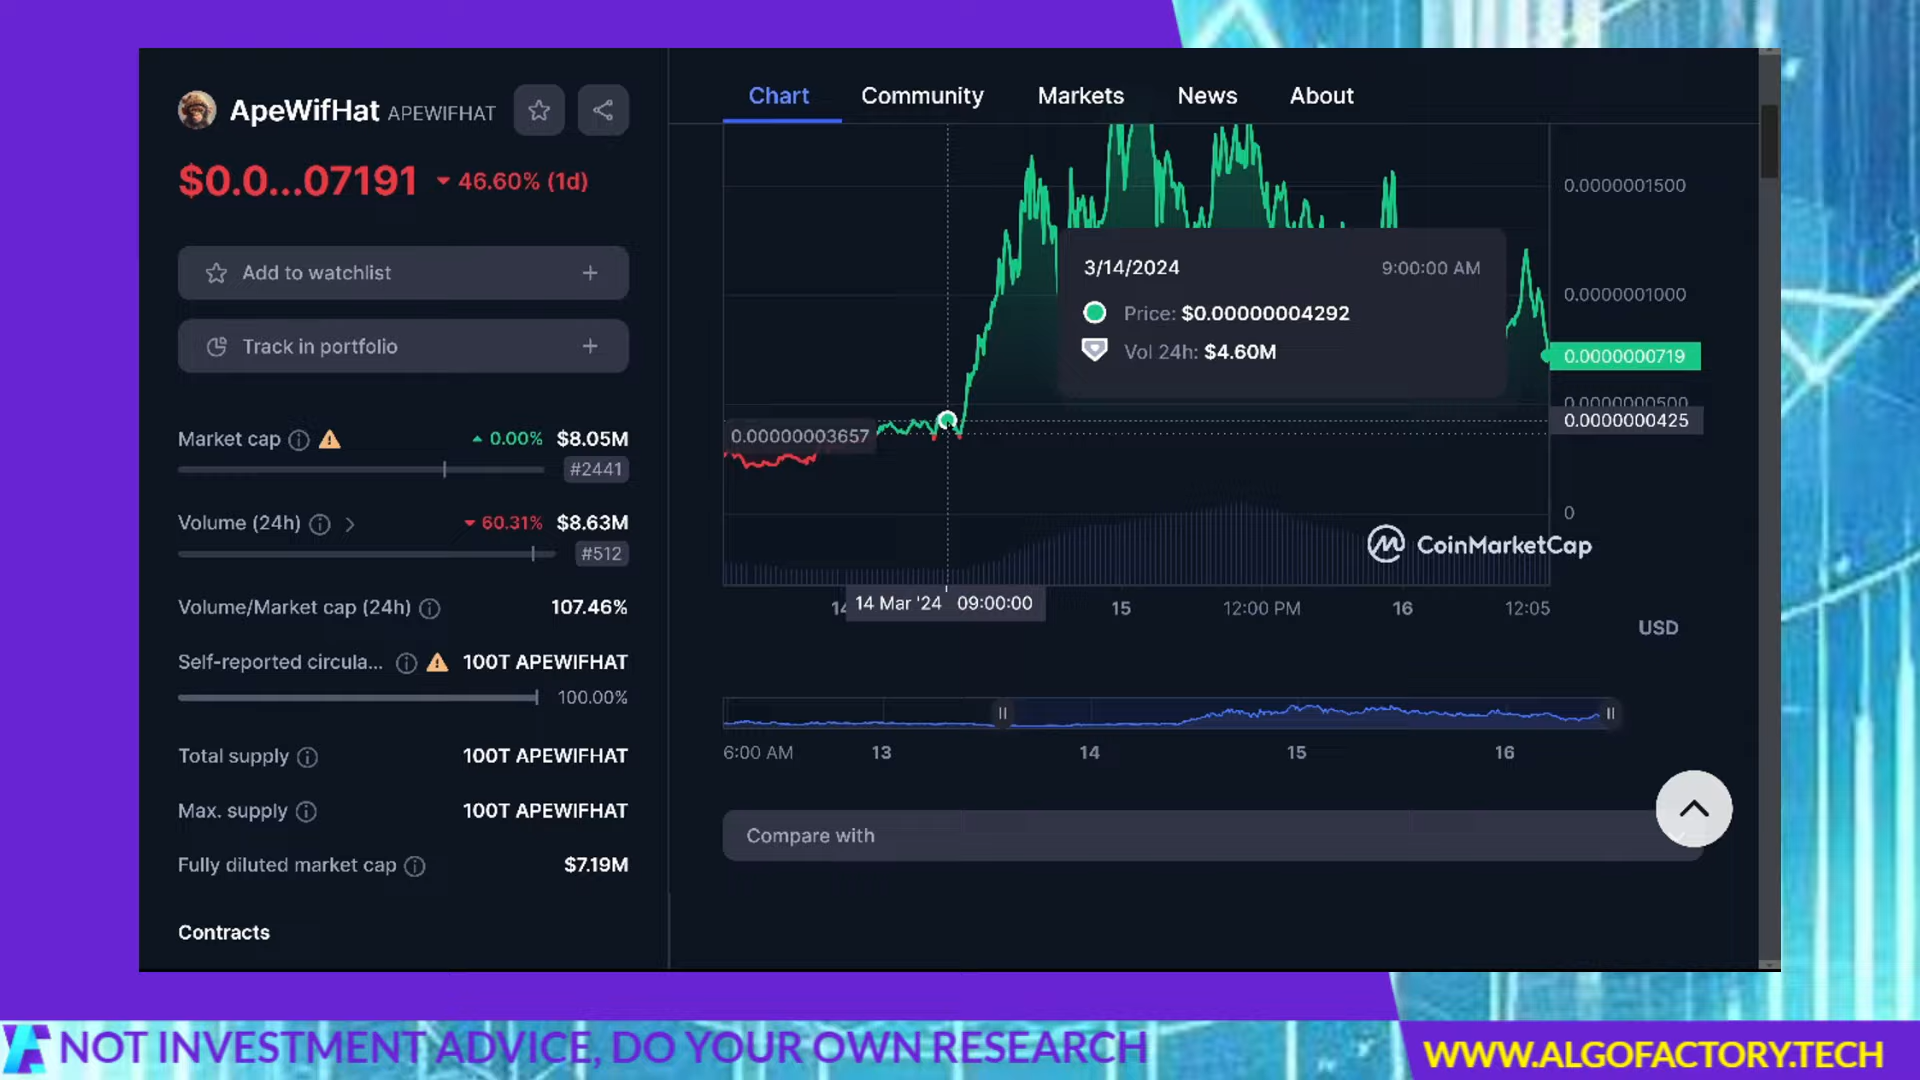 ApeWifHat APEWIFHAT
$0.0...07191 46.60% (1d)
Add to watchlist +
Track in portfolio +
Market cap 0.00% $8.05M
#2441
Volume (24h) 60.31% $8.63M
#512
Volume/Market cap (24h) 107.46%
Self-reported circula... 100T APEWIFHAT
100.00%
Total supply 100T APEWIFHAT
Max. supply 100T APEWIFHAT
Fully diluted market cap $7.19M
Contracts
Chart Community Markets News About
0.0000001500
3/14/2024 9:00:00 AM
0.0000001000
Price: $0.00000004292
Vol 24h: $4.60M
0.0000000719
0.0000000500
0.0000000425
0.00000003657
0
CoinMarketCap
14 14 Mar '24 09:00:00 15 12:00 PM 16 12:05
USD
6:00 AM 13 14 15 16
Compare with
NOT INVESTMENT ADVICE, DO YOUR OWN RESEARCH
WWW.ALGOFACTORY.TECH